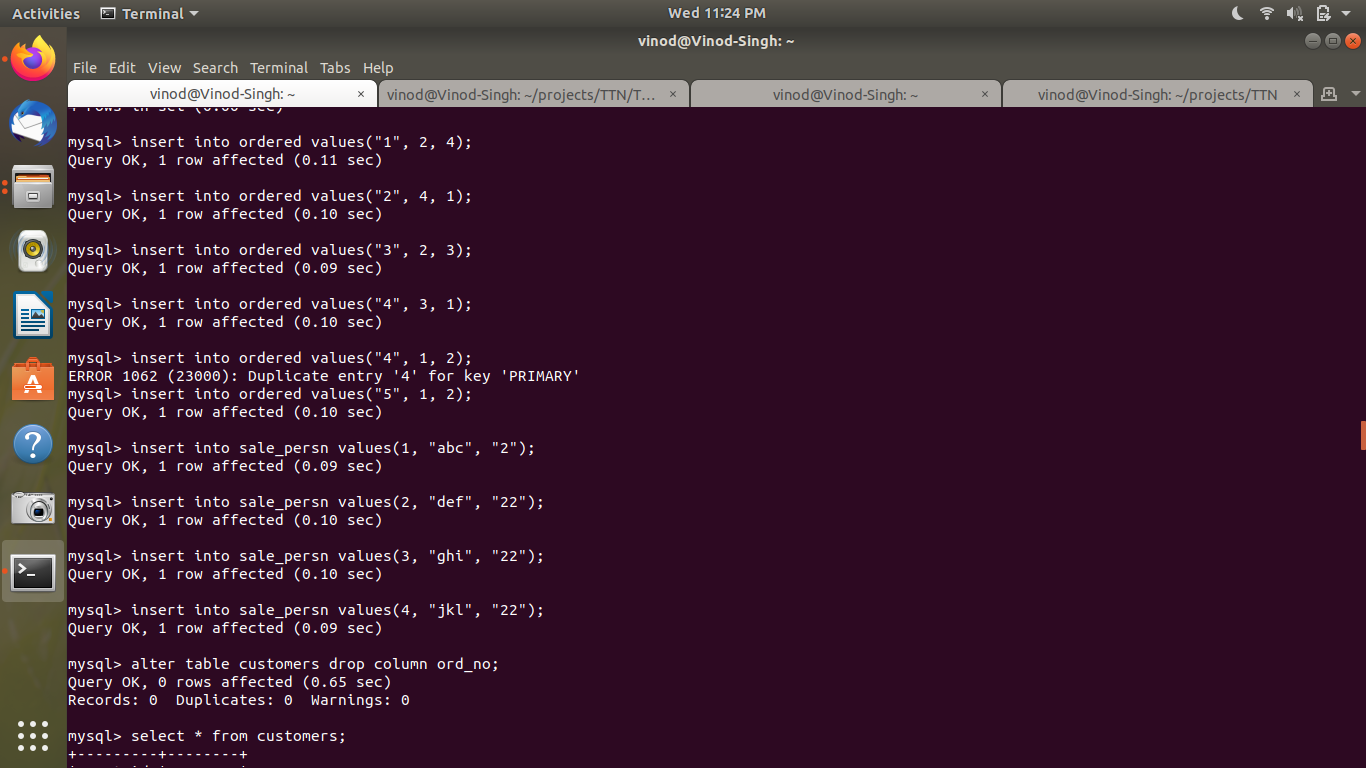 Activities
Terminal
Wed 11:24 PM
vinod@Vinod-Singh: ~
File Edit View Search Terminal Tabs Help
vinod@Vinod-Singh: ~ ×
vinod@Vinod-Singh: ~/projects/TTN/T... ×
vinod@Vinod-Singh: ~ ×
vinod@Vinod-Singh: ~/projects/TTN ×
mysql> insert into ordered values("1", 2, 4);
Query OK, 1 row affected (0.11 sec)
mysql> insert into ordered values("2", 4, 1);
Query OK, 1 row affected (0.10 sec)
mysql> insert into ordered values("3", 2, 3);
Query OK, 1 row affected (0.09 sec)
mysql> insert into ordered values("4", 3, 1);
Query OK, 1 row affected (0.10 sec)
mysql> insert into ordered values("4", 1, 2);
ERROR 1062 (23000): Duplicate entry '4' for key 'PRIMARY'
mysql> insert into ordered values("5", 1, 2);
Query OK, 1 row affected (0.10 sec)
mysql> insert into sale_persn values(1, "abc", "2");
Query OK, 1 row affected (0.09 sec)
mysql> insert into sale_persn values(2, "def", "22");
Query OK, 1 row affected (0.10 sec)
mysql> insert into sale_persn values(3, "ghi", "22");
Query OK, 1 row affected (0.10 sec)
mysql> insert into sale_persn values(4, "jkl", "22");
Query OK, 1 row affected (0.09 sec)
mysql> alter table customers drop column ord_no;
Query OK, 0 rows affected (0.65 sec)
Records: 0  Duplicates: 0  Warnings: 0
mysql> select * from customers;
+---------+--------+